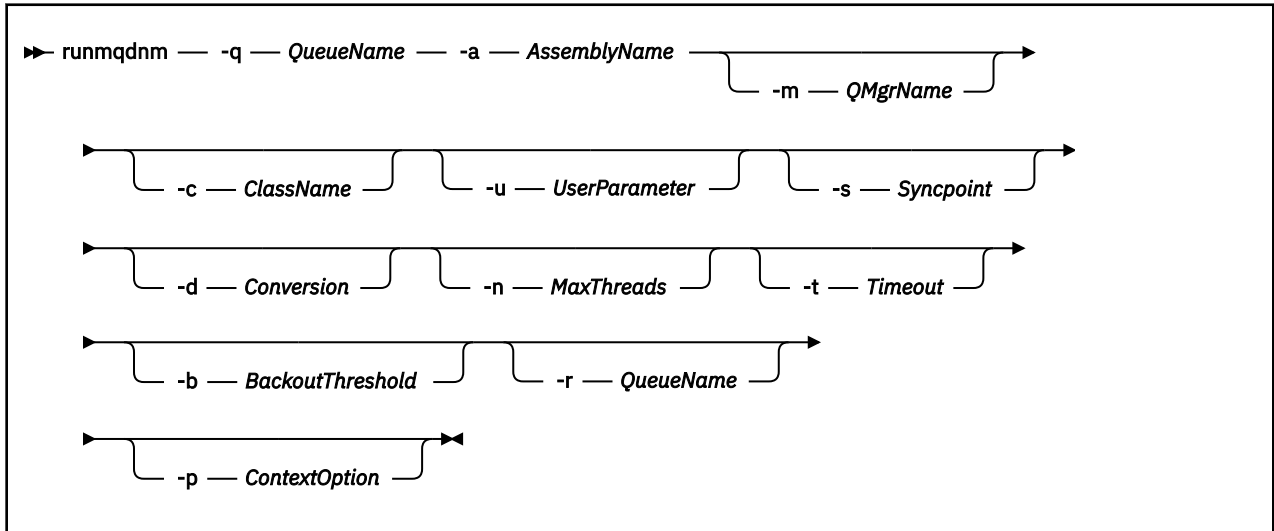 runmqdnm -q QueueName -a AssemblyName
-m QMgrName
-c ClassName -u UserParameter -s Syncpoint
-d Conversion -n MaxThreads -t Timeout
-b BackoutThreshold -r QueueName
-p ContextOption